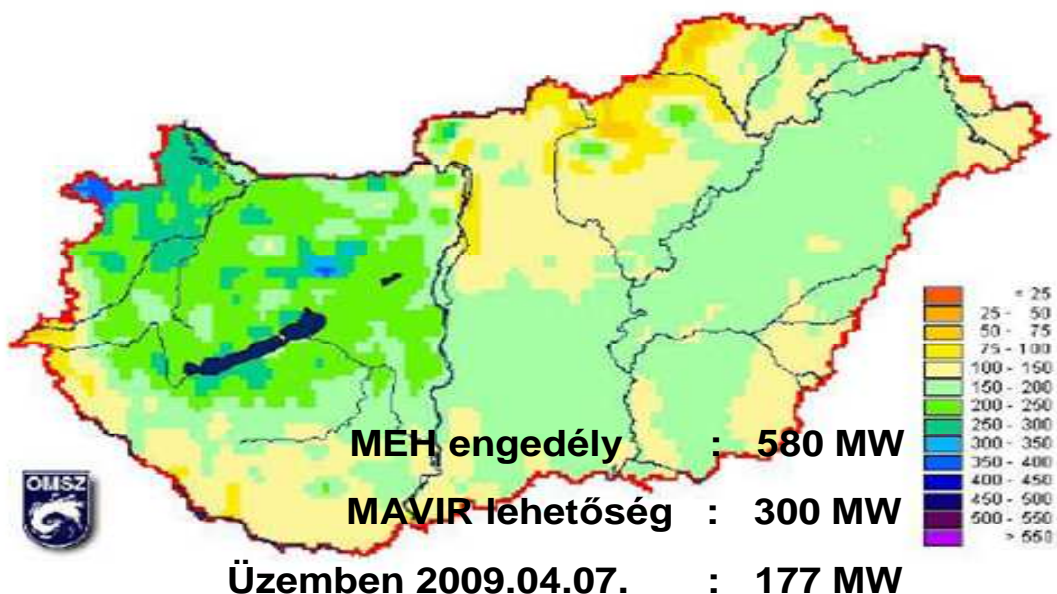 < 25
25 - 50
50 - 75
75 - 100
100 - 150
150 - 200
200 - 250
250 - 300
300 - 350
350 - 400
400 - 450
450 - 500
500 - 550
> 550
MEH engedély : 580 MW
OMSZ
MAVIR lehetőség : 300 MW
Üzemben 2009.04.07. : 177 MW